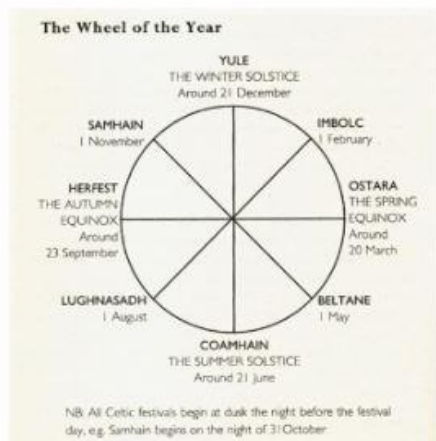 The Wheel of the Year
YULE
THE WINTER SOLSTICE
Around 21 December
IMBOLC
1 February
OSTARA
THE SPRING
EQUINOX
Around
20 March
BELTANE
1 May
COAMHAIN
THE SUMMER SOLSTICE
Around 21 June
LUGHNASADH
1 August
HERFEST
THE AUTUMN
EQUINOX
Around
23 September
SAMHAIN
1 November
NB: All Celtic festivals begin at dusk the night before the festival
day, e.g. Samhain begins on the night of 31 October